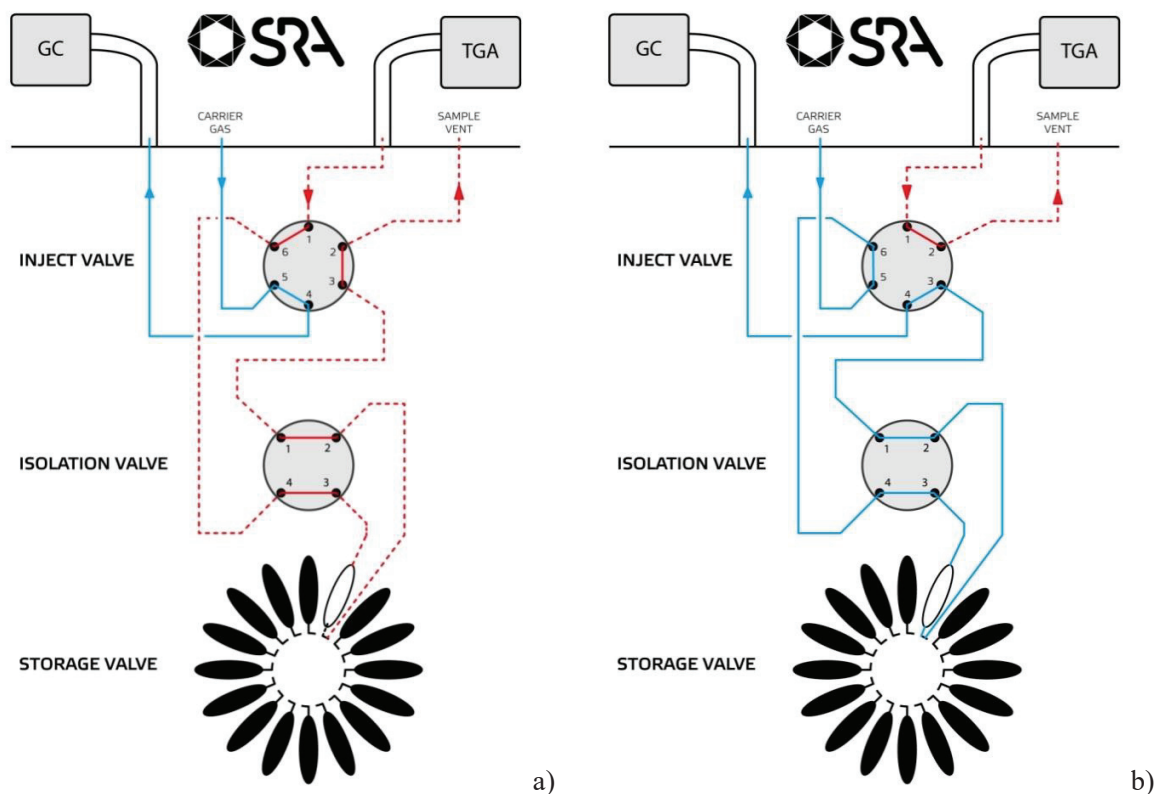 GC
SRA
TGA
CARRIER
GAS
SAMPLE
VENT
INJECT VALVE
1
2
3
4
5
6
ISOLATION VALVE
1
2
3
4
STORAGE VALVE
a)
GC
SRA
TGA
CARRIER
GAS
SAMPLE
VENT
INJECT VALVE
1
2
3
4
5
6
ISOLATION VALVE
1
2
3
4
STORAGE VALVE
b)